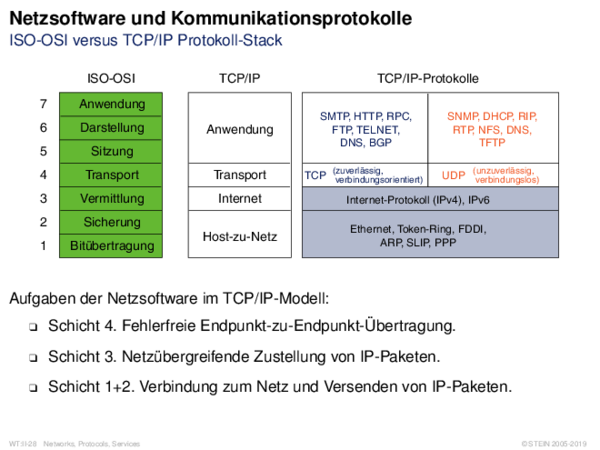 Netzsoftware und Kommunikationsprotokolle
ISO-OSI versus TCP/IP Protokoll-Stack
ISO-OSI TCP/IP TCP/IP-Protokolle
7 Anwendung
6 Darstellung
5 Sitzung
4 Transport
3 Vermittlung
2 Sicherung
1 Bitübertragung
Anwendung
Transport
Internet
Host-zu-Netz
SMTP, HTTP, RPC,
FTP, TELNET,
DNS, BGP
SNMP, DHCP, RIP,
RTP, NFS, DNS,
TFTP
TCP (zuverlässig,
verbindungsorientiert)
UDP (unzuverlässig,
verbindungslos)
Internet-Protokoll (IPv4), IPv6
Ethernet, Token-Ring, FDDI,
ARP, SLIP, PPP
Aufgaben der Netzsoftware im TCP/IP-Modell:
❑ Schicht 4. Fehlerfreie Endpunkt-zu-Endpunkt-Übertragung.
❑ Schicht 3. Netzübergreifende Zustellung von IP-Paketen.
❑ Schicht 1+2. Verbindung zum Netz und Versenden von IP-Paketen.
WT:II-28 Networks, Protocols, Services © STEIN 2005-2019